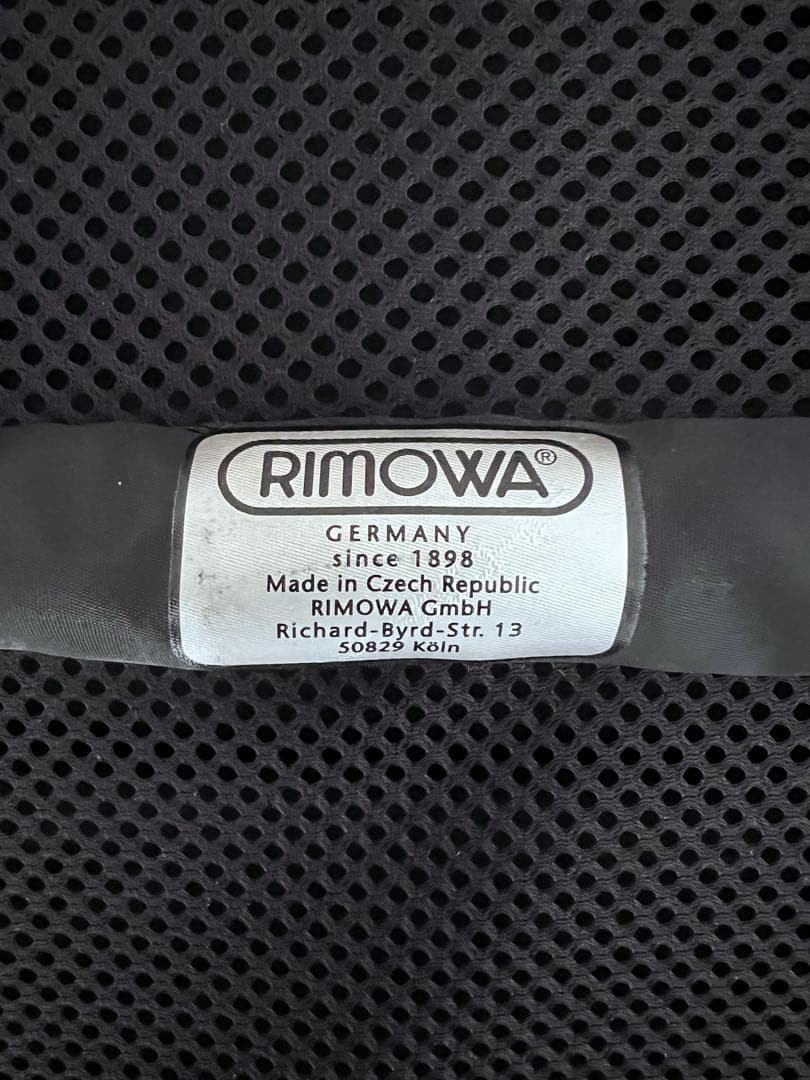 RIMOWA®
GERMANY
since 1898
Made in Czech Republic
RIMOWA GmbH
Richard-Byrd-Str. 13
50829 Köln